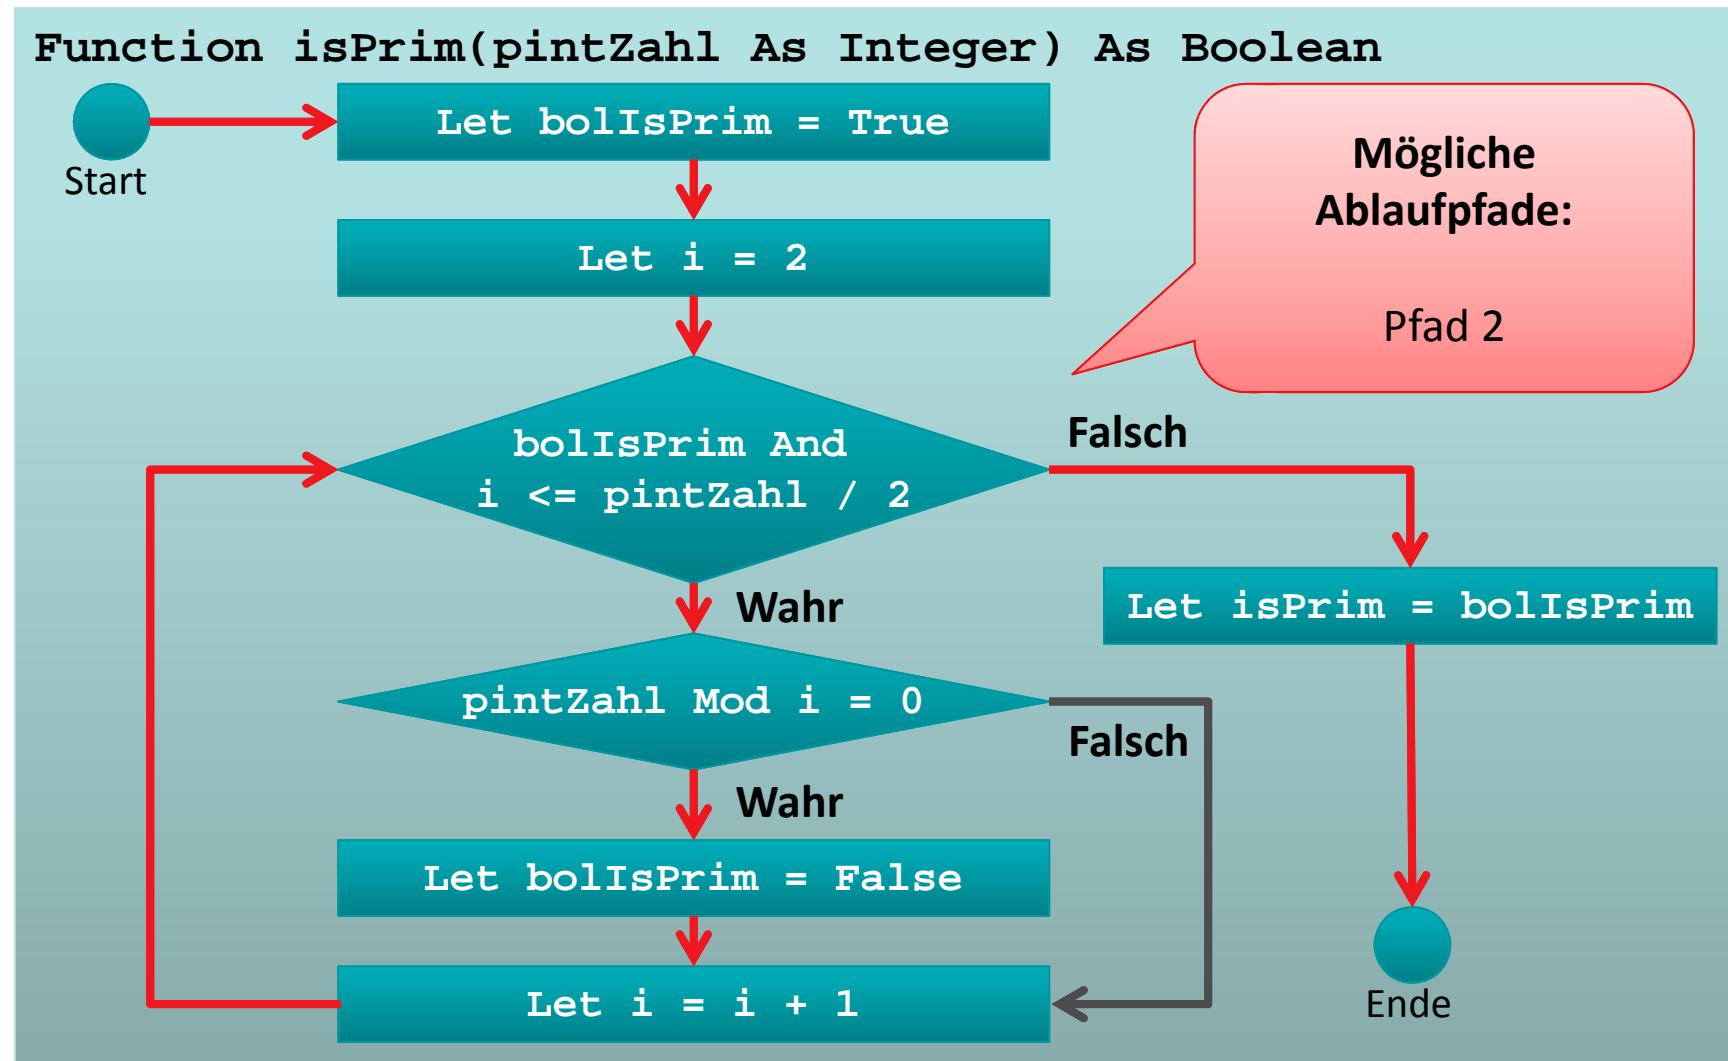 Function isPrim(pintZahl As Integer) As Boolean
Start
Let bolIsPrim = True
Mögliche
Ablaufpfade:
Pfad 2
Let i = 2
bolIsPrim And
i <= pintZahl / 2
Falsch
Wahr
Let isPrim = bolIsPrim
pintZahl Mod i = 0
Falsch
Wahr
Let bolIsPrim = False
Let i = i + 1
Ende